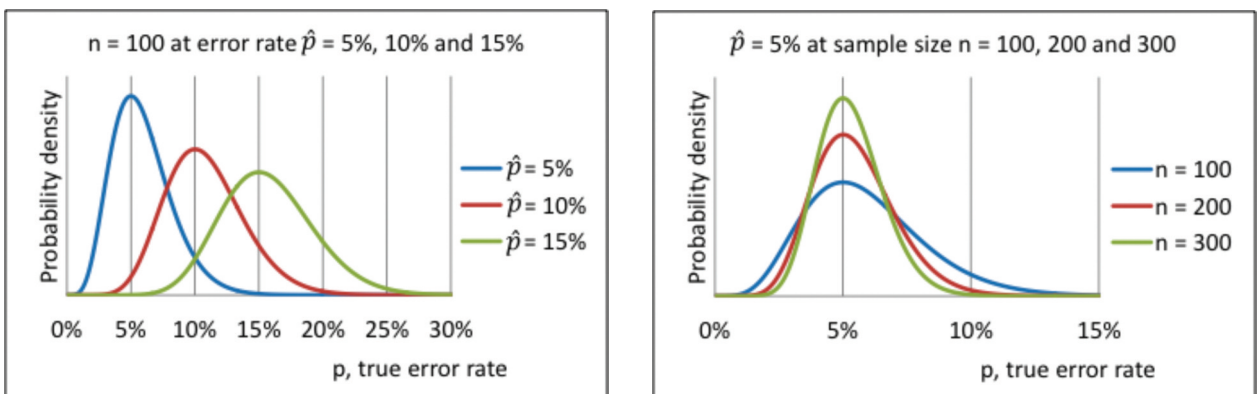 n = 100 at error rate p̂ = 5%, 10% and 15%
Probability density
p̂ = 5%
p̂ = 10%
p̂ = 15%
0% 5% 10% 15% 20% 25% 30%
p, true error rate
p̂ = 5% at sample size n = 100, 200 and 300
Probability density
n = 100
n = 200
n = 300
0% 5% 10% 15%
p, true error rate